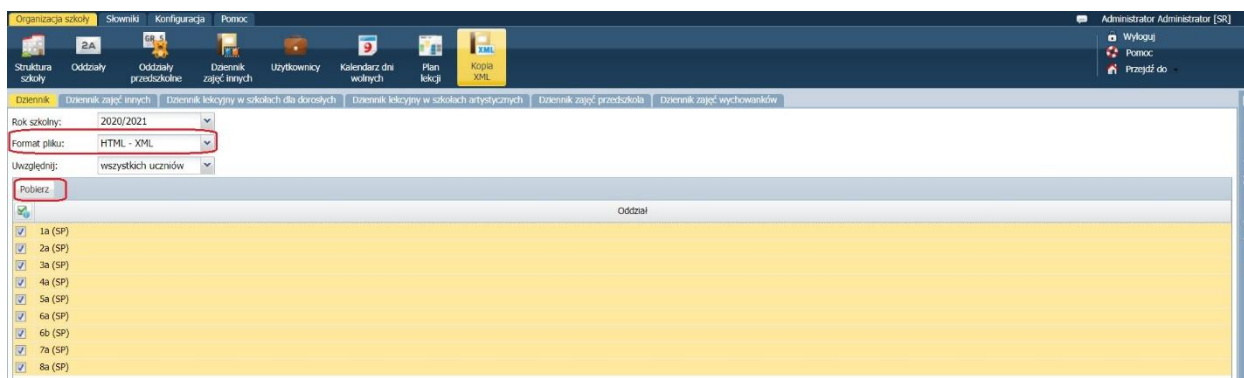 Organizacja szkoły Słowniki Konfiguracja Pomoc Administrator Administrator [SR]
Wyloguj
Pomoc
Przejdź do
2A GR_5 9 XML
Struktura szkoły
Oddziały
Oddziały przedszkolne
Dziennik zajęć innych
Użytkownicy
Kalendarz dni wolnych
Plan lekcji
Kopia XML
Dziennik Dziennik zajęć innych Dziennik lekcyjny w szkołach dla dorosłych Dziennik lekcyjny w szkołach artystycznych Dziennik zajęć przedszkola Dziennik zajęć wychowanków
Rok szkolny: 2020/2021
Format pliku: HTML - XML
Uwzględnij: wszystkich uczniów
Pobierz
Oddział
1a (SP)
2a (SP)
3a (SP)
4a (SP)
5a (SP)
6a (SP)
6b (SP)
7a (SP)
8a (SP)